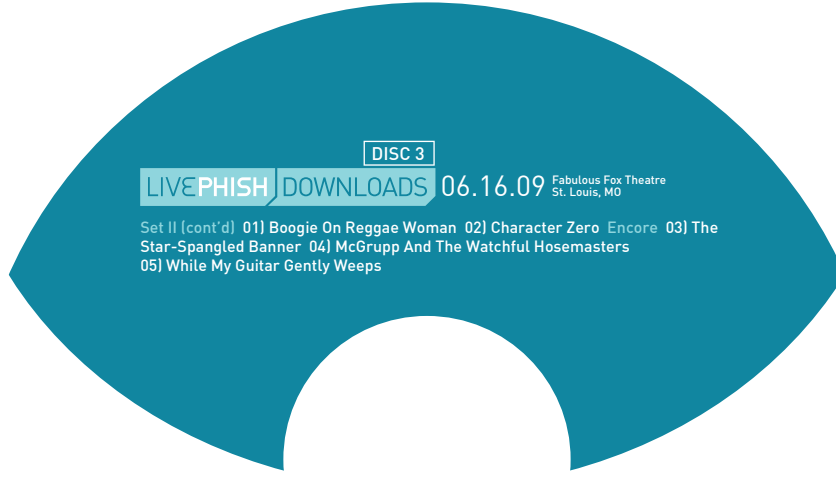 DISC 3
LIVEPHISH DOWNLOADS 06.16.09 Fabulous Fox Theatre
St. Louis, MO
Set II (cont'd) 01) Boogie On Reggae Woman 02) Character Zero Encore 03) The
Star-Spangled Banner 04) McGrupp And The Watchful Hosemasters
05) While My Guitar Gently Weeps